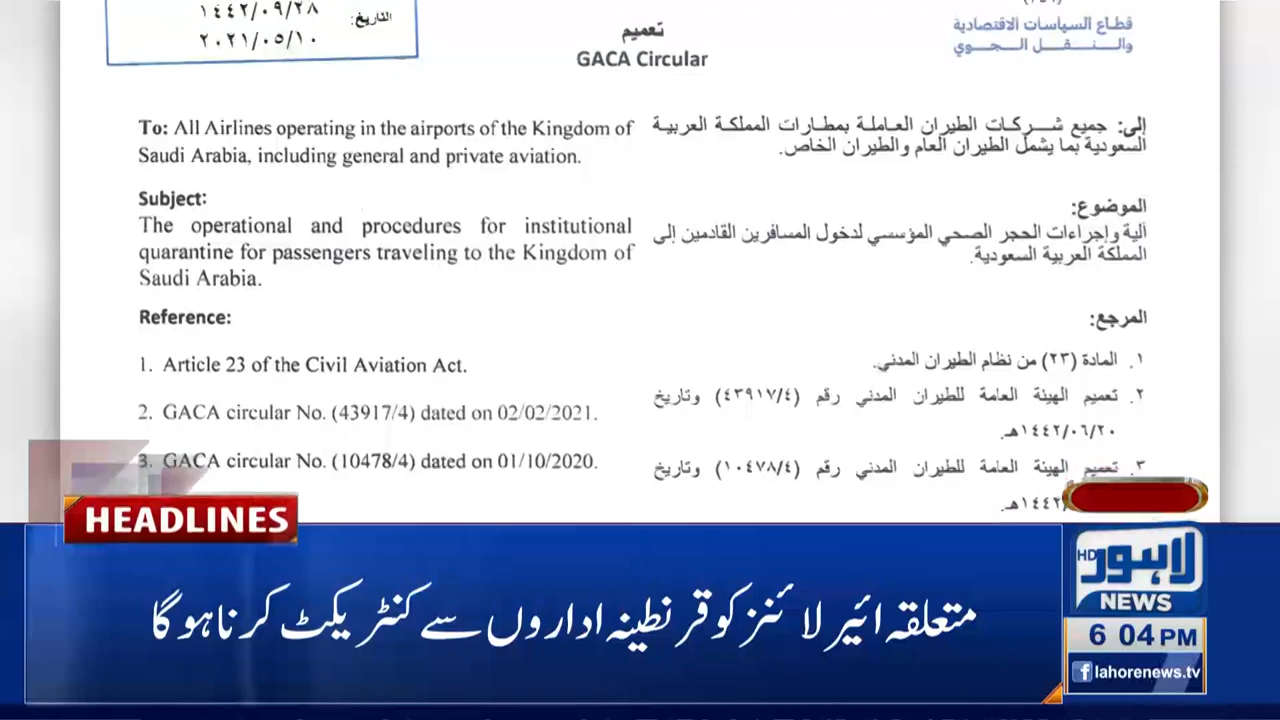 ١٤٤٢/٠٩/٢٨
التاريخ:
٢٠٢١/٠٥/١٠
قطاع السياسات الاقتصادية
والنقل الجوي
تعميم
GACA Circular
To: All Airlines operating in the airports of the Kingdom of
Saudi Arabia, including general and private aviation.
إلى: جميع شركات الطيران العاملة بمطارات المملكة العربية
السعودية بما يشمل الطيران العام والطيران الخاص.
Subject:
The operational and procedures for institutional
quarantine for passengers traveling to the Kingdom of
Saudi Arabia.
الموضوع:
آلية وإجراءات الحجر الصحي المؤسسي لدخول المسافرين القادمين إلى
المملكة العربية السعودية.
Reference:
المرجع:
1. Article 23 of the Civil Aviation Act.
١. المادة (٢٣) من نظام الطيران المدني.
2. GACA circular No. (43917/4) dated on 02/02/2021.
٢. تعميم الهيئة العامة للطيران المدني رقم (٤٣٩١٧/٤) وتاريخ
١٤٤٢/٠٦/٢٠هـ.
3. GACA circular No. (10478/4) dated on 01/10/2020.
٣. تعميم الهيئة العامة للطيران المدني رقم (١٠٤٧٨/٤) وتاريخ
HEADLINES
متعلقہ ائیر لائنز کو قرنطینہ اداروں سے کنٹریکٹ کرنا ہوگا
لاہور HD
NEWS
6 04 PM
f lahorenews.tv